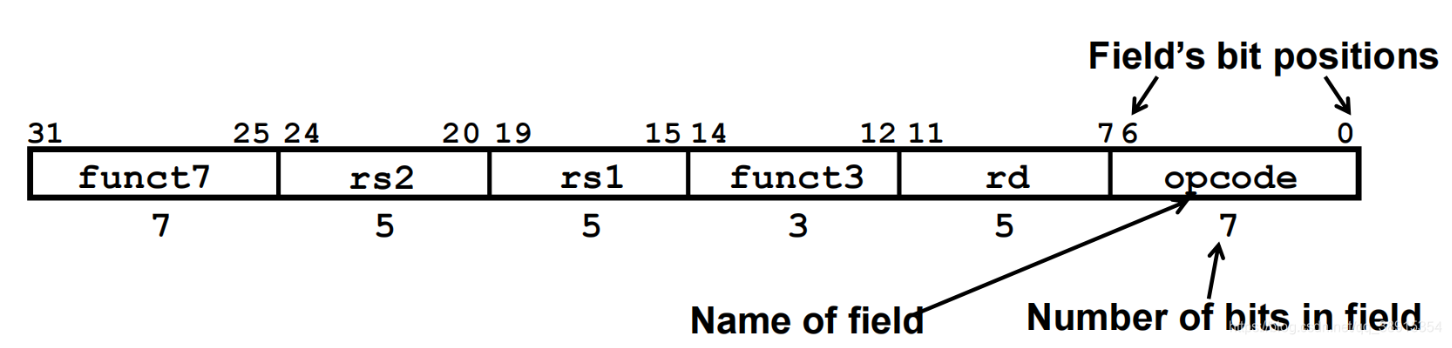 Field's bit positions
31 25 24 20 19 15 14 12 11 7 6 0
funct7 rs2 rs1 funct3 rd opcode
7 5 5 3 5 7
Name of field Number of bits in field